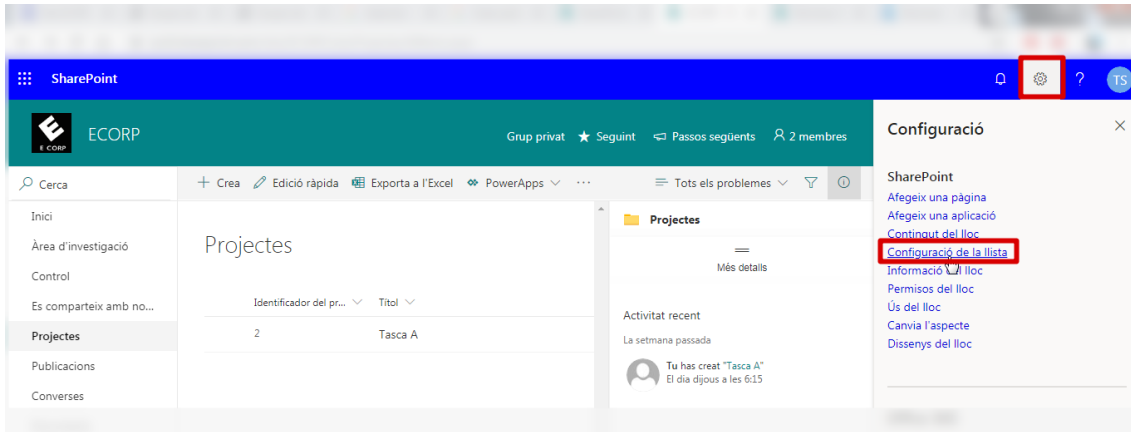 SharePoint
?
TS
E CORP
ECORP
Grup privat
Seguint
Passos següents
2 membres
Configuració
Cerca
Crea
Edició ràpida
Exporta a l'Excel
PowerApps
Tots els problemes
Inici
Àrea d'investigació
Control
Es comparteix amb no...
Projectes
Publicacions
Converses
Projectes
Identificador del pr...
Títol
2
Tasca A
Projectes
Més detalls
Activitat recent
La setmana passada
Tu has creat "Tasca A"
El dia dijous a les 6:15
SharePoint
Afegeix una pàgina
Afegeix una aplicació
Contingut del lloc
Configuració de la llista
Informació del lloc
Permisos del lloc
Ús del lloc
Canvia l'aspecte
Dissenys del lloc